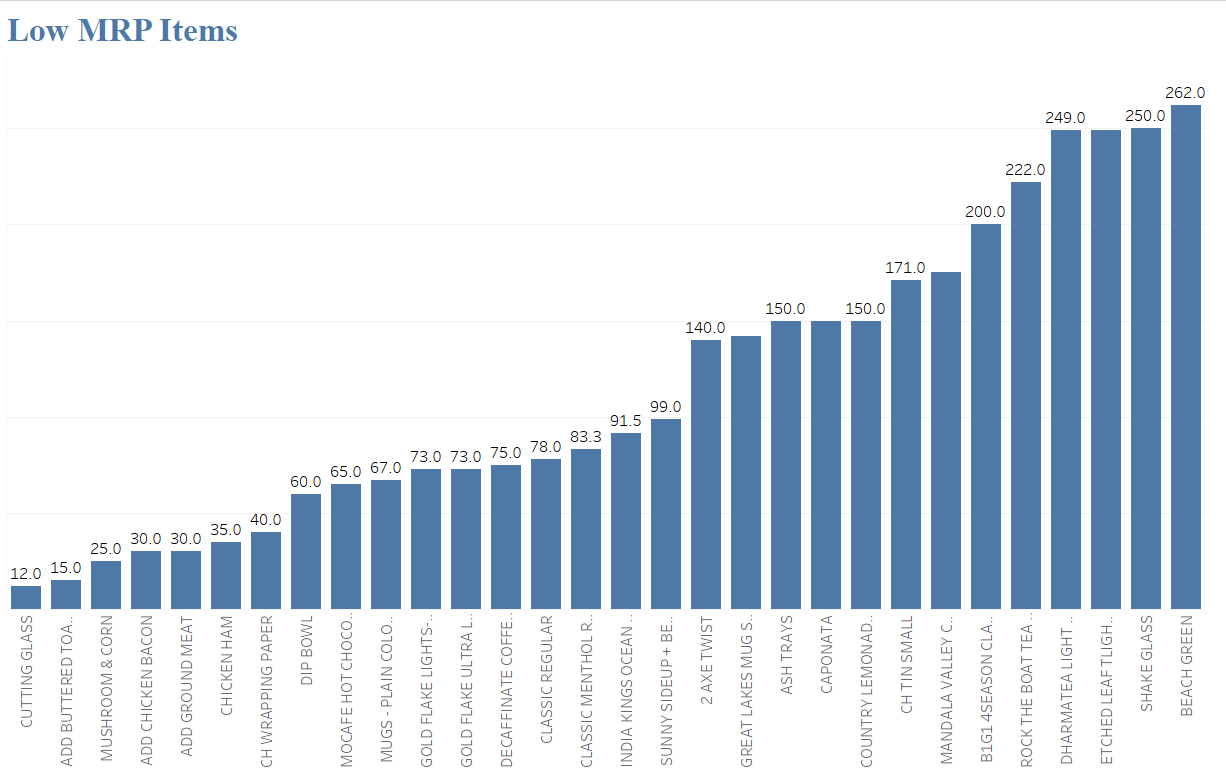 Low MRP Items
262.0
249.0
250.0
222.0
200.0
171.0
150.0
150.0
140.0
99.0
91.5
83.3
78.0
75.0
73.0
73.0
67.0
65.0
60.0
40.0
35.0
30.0
30.0
25.0
15.0
12.0
CUTTING GLASS
ADD BUTTERED TOA..
MUSHROOM & CORN
ADD CHICKEN BACON
ADD GROUND MEAT
CHICKEN HAM
CH WRAPPING PAPER
DIP BOWL
MOCAFE HOT CHOCO..
MUGS - PLAIN COLO..
GOLD FLAKE LIGHTS-..
GOLD FLAKE ULTRA L..
DECAFFINATE COFFE..
CLASSIC REGULAR
CLASSIC MENTHOL R..
INDIA KINGS OCEAN ..
SUNNY SIDEUP + BE..
2 AXE TWIST
GREAT LAKES MUG S..
ASH TRAYS
CAPONATA
COUNTRY LEMONAD..
CH TIN SMALL
MANDALA VALLEY C..
B1G1 4SEASON CLA..
ROCK THE BOAT TEA ..
DHARMATEA LIGHT ..
ETCHED LEAF TLIGH..
SHAKE GLASS
BEACH GREEN